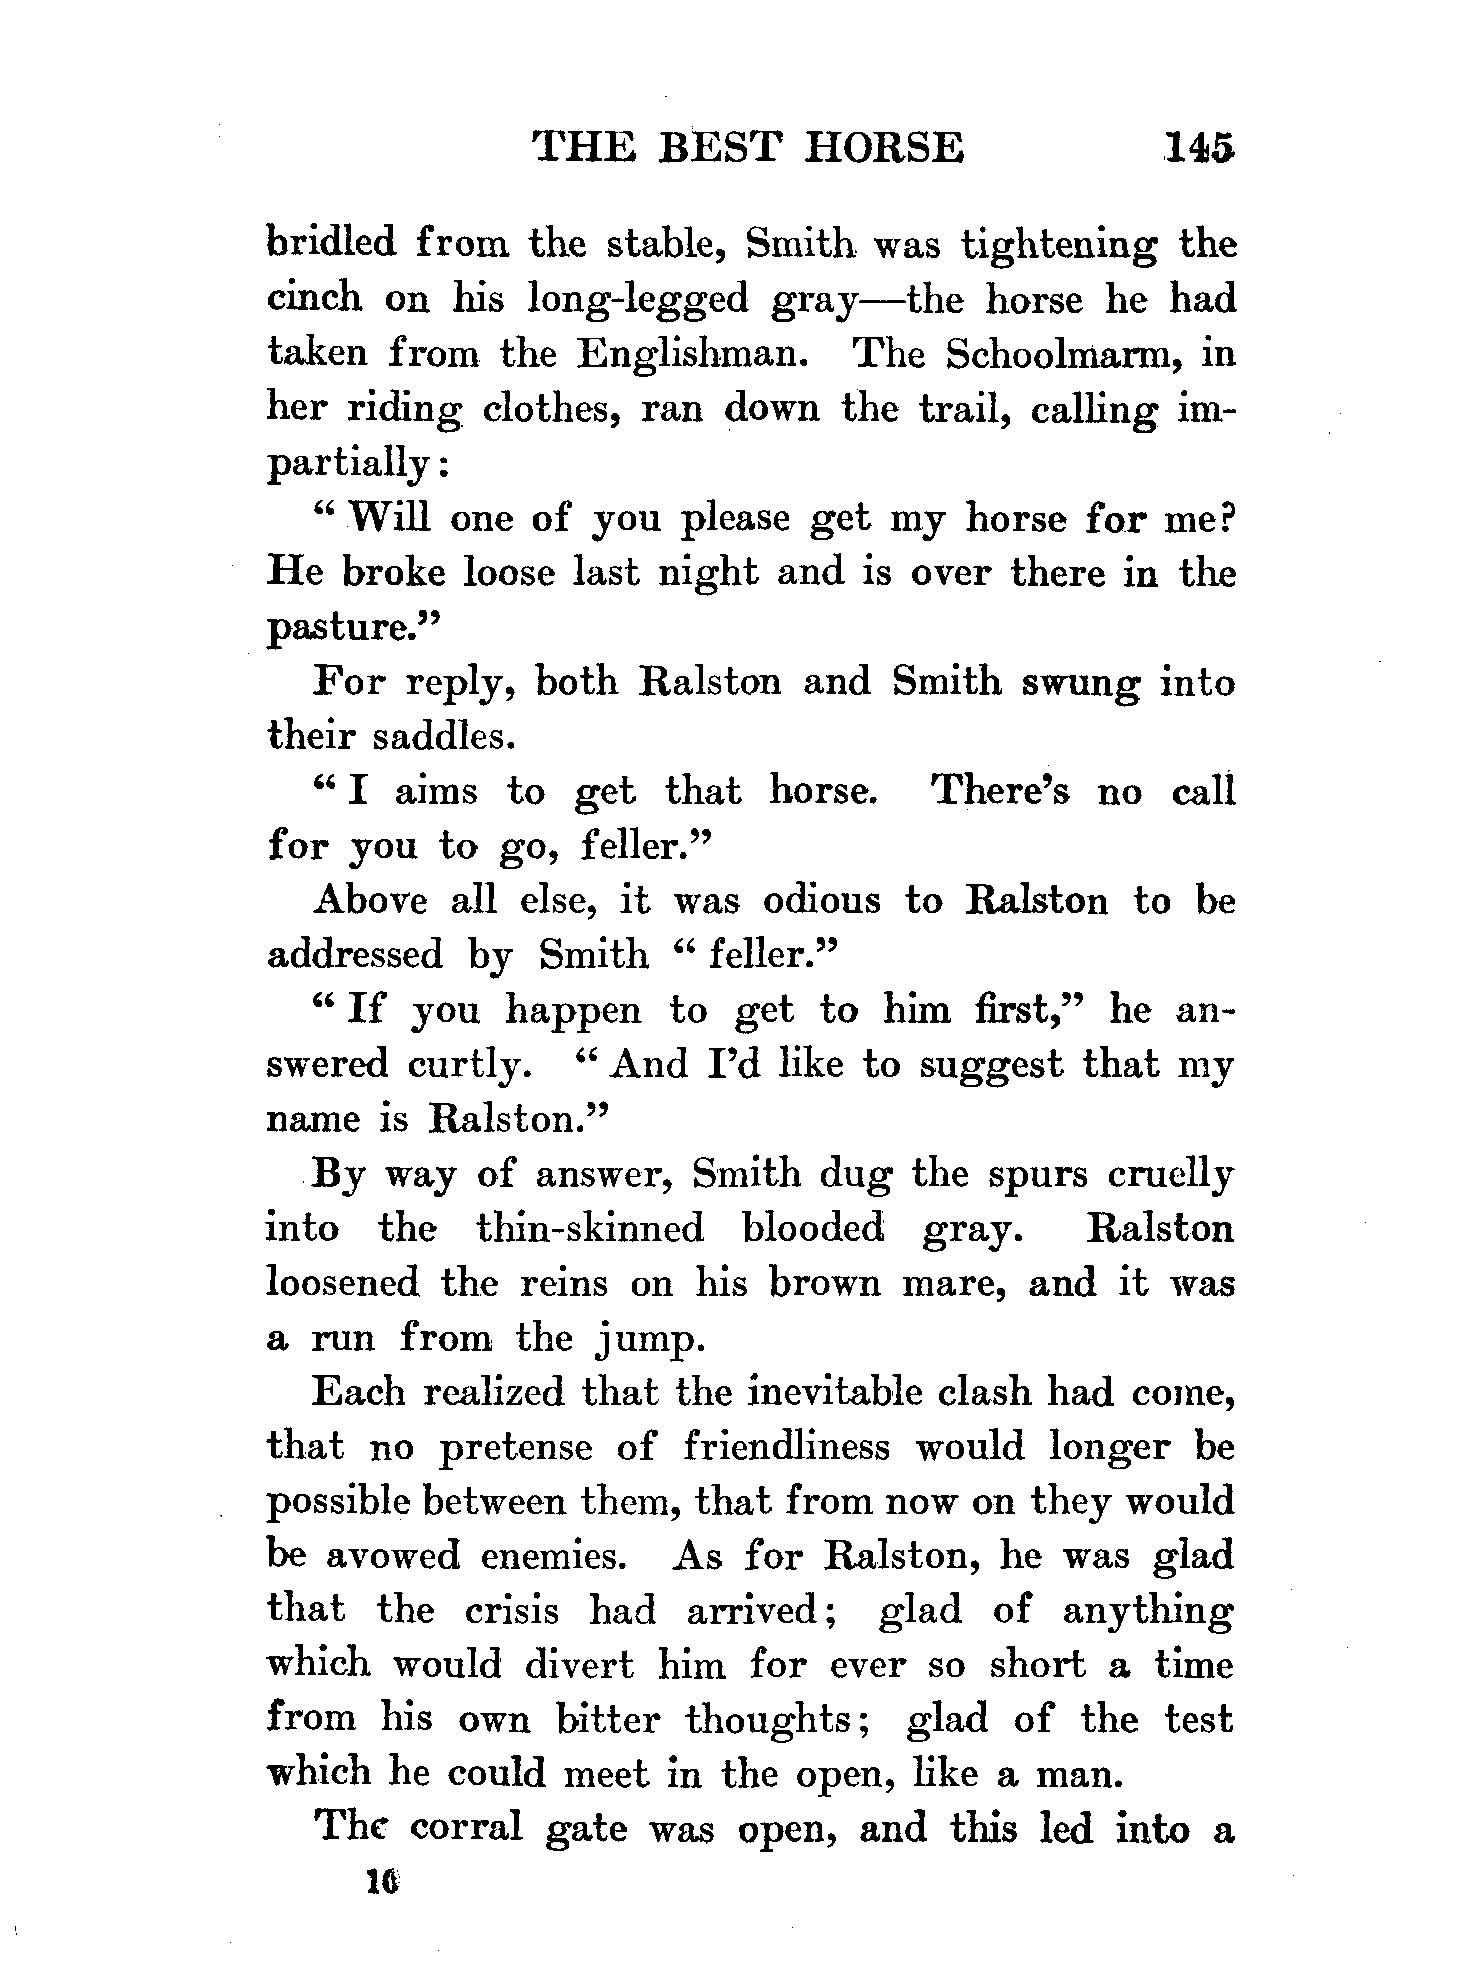 THE BEST HORSE 145
bridled from the stable, Smith was tightening the
cinch on his long-legged gray—the horse he had
taken from the Englishman. The Schoolmarm, in
her riding clothes, ran down the trail, calling im-
partially:
“ Will one of you please get my horse for me?
He broke loose last night and is over there in the
pasture.”
For reply, both Ralston and Smith swung into
their saddles.
“ I aims to get that horse. There’s no call
for you to go, feller.”
Above all else, it was odious to Ralston to be
addressed by Smith “ feller.”
“ If you happen to get to him first,” he an-
swered curtly. “ And I’d like to suggest that my
name is Ralston.”
By way of answer, Smith dug the spurs cruelly
into the thin-skinned blooded gray. Ralston
loosened the reins on his brown mare, and it was
a run from the jump.
Each realized that the inevitable clash had come,
that no pretense of friendliness would longer be
possible between them, that from now on they would
be avowed enemies. As for Ralston, he was glad
that the crisis had arrived; glad of anything
which would divert him for ever so short a time
from his own bitter thoughts; glad of the test
which he could meet in the open, like a man.
The corral gate was open, and this led into a
10